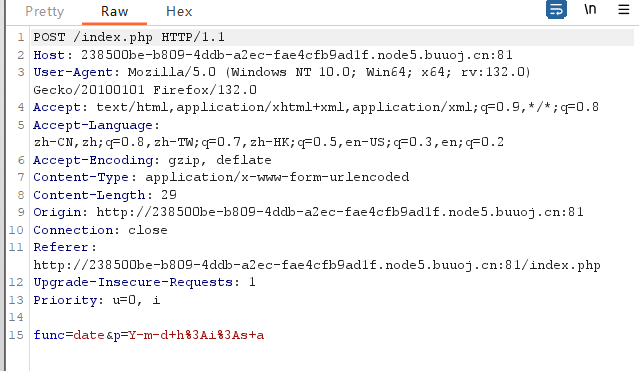 Pretty Raw Hex \n
1 POST /index.php HTTP/1.1
2 Host: 238500be-b809-4ddb-a2ec-fae4cfb9ad1f.node5.buuoj.cn:81
3 User-Agent: Mozilla/5.0 (Windows NT 10.0; Win64; x64; rv:132.0)
Gecko/20100101 Firefox/132.0
4 Accept: text/html,application/xhtml+xml,application/xml;q=0.9,*/*;q=0.8
5 Accept-Language:
zh-CN,zh;q=0.8,zh-TW;q=0.7,zh-HK;q=0.5,en-US;q=0.3,en;q=0.2
6 Accept-Encoding: gzip, deflate
7 Content-Type: application/x-www-form-urlencoded
8 Content-Length: 29
9 Origin: http://238500be-b809-4ddb-a2ec-fae4cfb9ad1f.node5.buuoj.cn:81
10 Connection: close
11 Referer:
http://238500be-b809-4ddb-a2ec-fae4cfb9ad1f.node5.buuoj.cn:81/index.php
12 Upgrade-Insecure-Requests: 1
13 Priority: u=0, i
14
15 func=date&p=Y-m-d+h%3Ai%3As+a